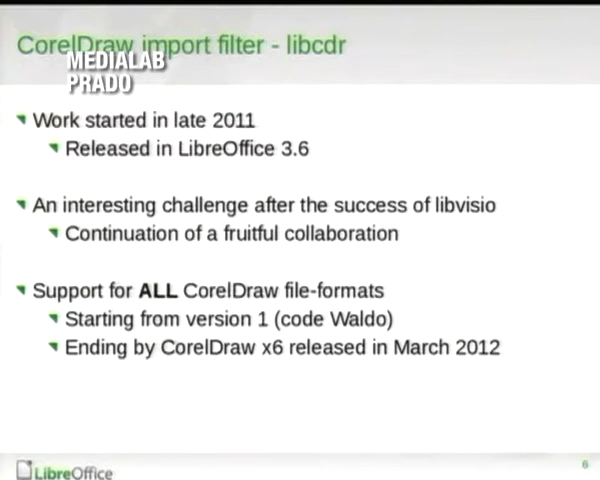 CorelDraw import filter - libcdr
MEDIALAB
PRADO
Work started in late 2011
Released in LibreOffice 3.6
An interesting challenge after the success of libvisio
Continuation of a fruitful collaboration
Support for ALL CorelDraw file-formats
Starting from version 1 (code Waldo)
Ending by CorelDraw x6 released in March 2012
LibreOffice
6